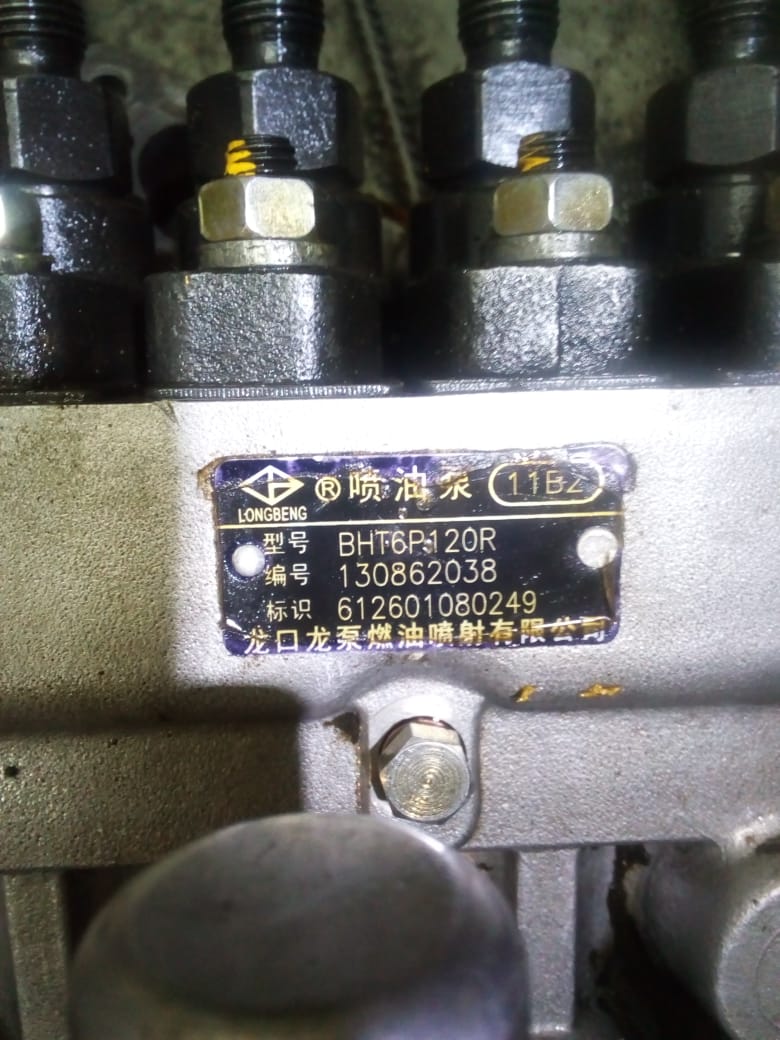 LONGBENG ® 喷油泵 11BZ
型号 BHT6P120R
编号 130862038
标识 612601080249
龙口龙泵燃油喷射有限公司